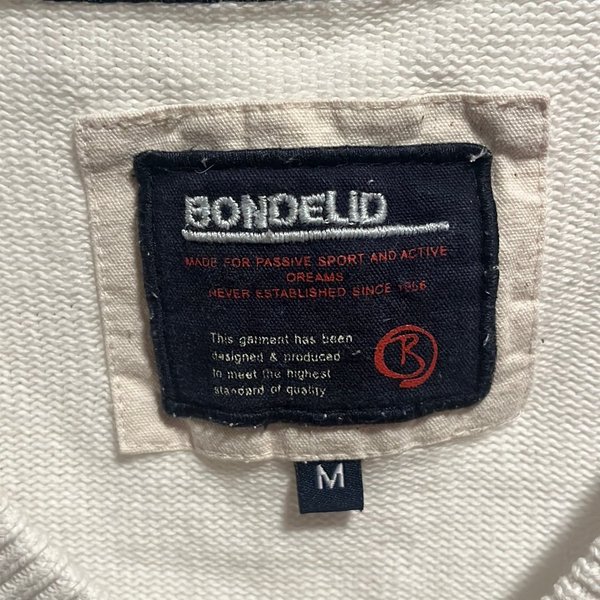 BONDELID
MADE FOR PASSIVE SPORT AND ACTIVE
DREAMS
NEVER ESTABLISHED SINCE 1956
This garment has been
designed & produced
to meet the highest
standard of quality
B
M